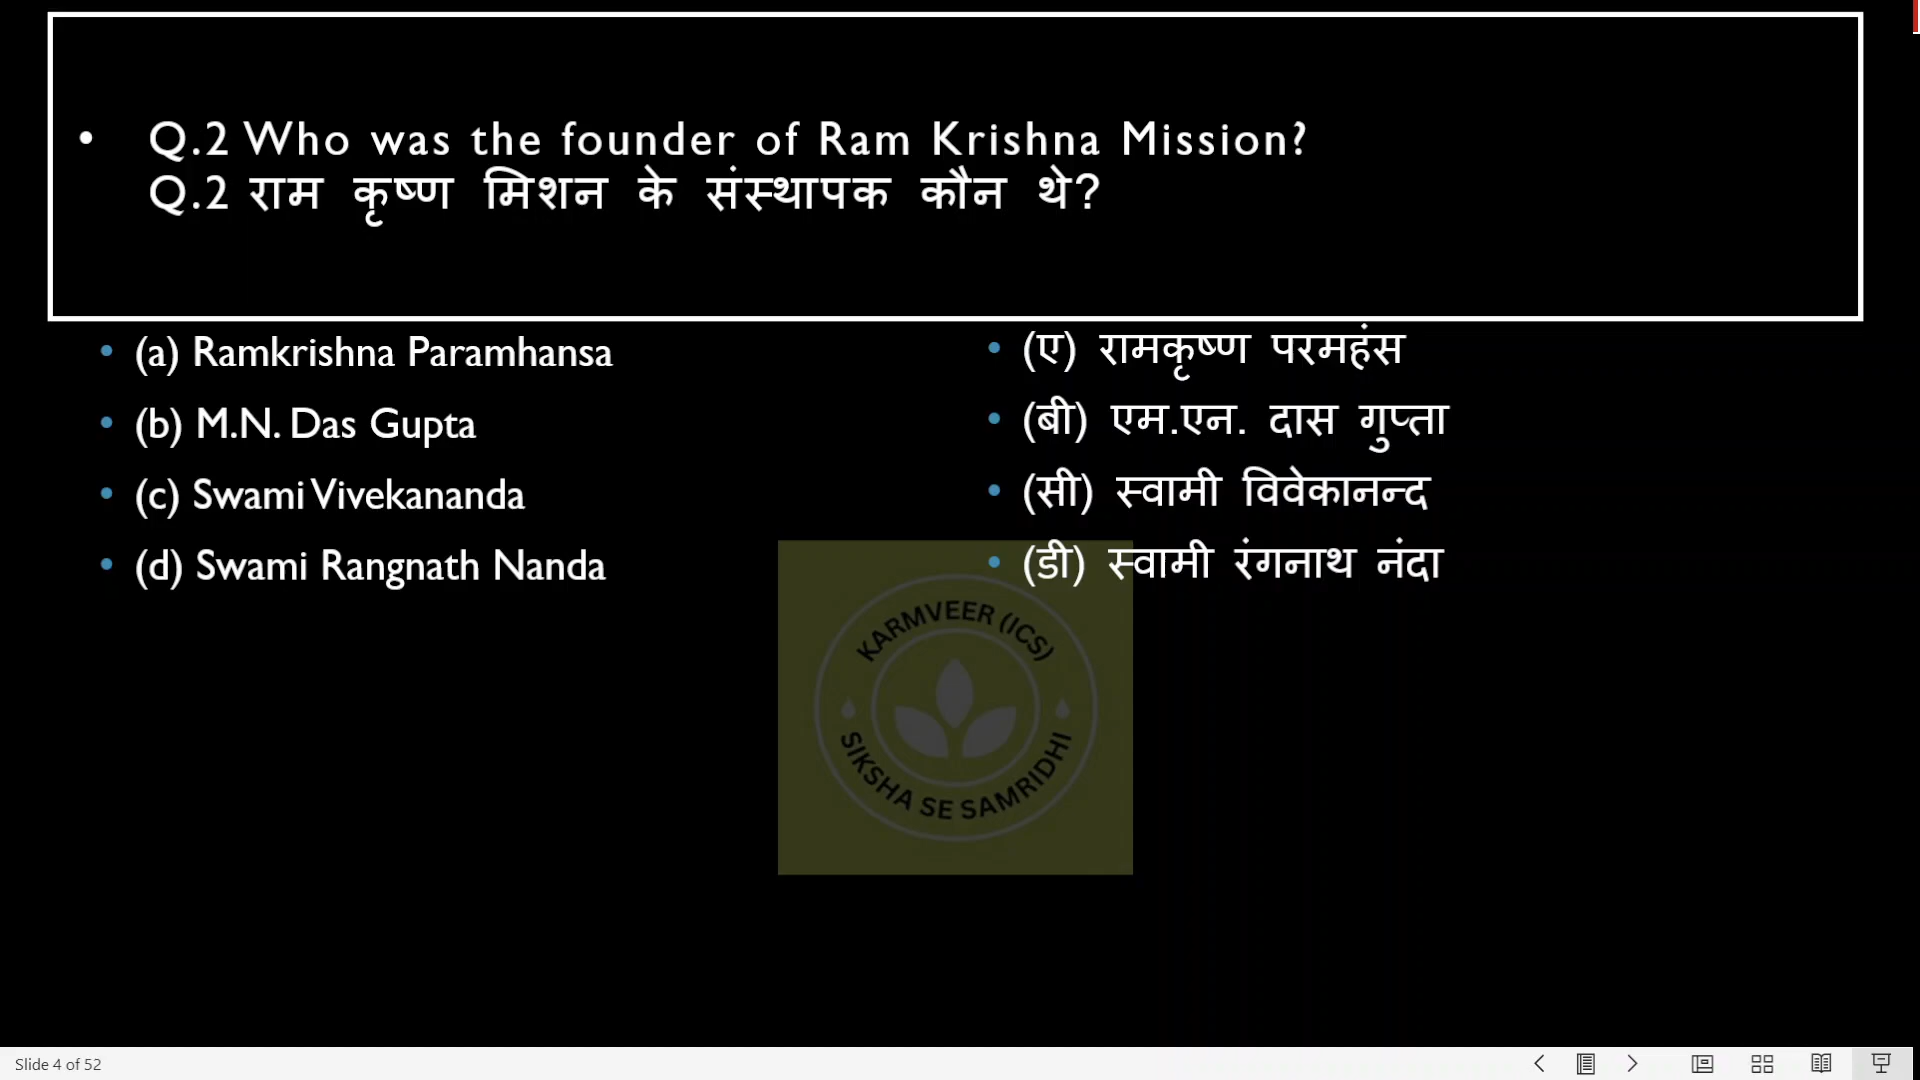 • Q.2 Who was the founder of Ram Krishna Mission?
Q.2 राम कृष्ण मिशन के संस्थापक कौन थे?
• (a) Ramkrishna Paramhansa
• (b) M.N. Das Gupta
• (c) Swami Vivekananda
• (d) Swami Rangnath Nanda
• (ए) रामकृष्ण परमहंस
• (बी) एम.एन. दास गुप्ता
• (सी) स्वामी विवेकानन्द
• (डी) स्वामी रंगनाथ नंदा
KARMVEER (ICS)
SIKSHA SE SAMRIDHI
Slide 4 of 52